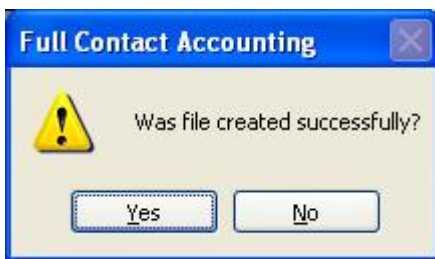 Full Contact Accounting
Was file created successfully?
Yes No